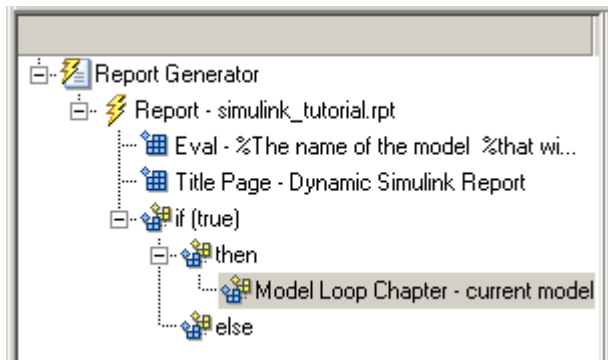 Report Generator
Report - simulink_tutorial.rpt
Eval - %The name of the model  %that wi...
Title Page - Dynamic Simulink Report
if (true)
then
Model Loop Chapter - current model
else